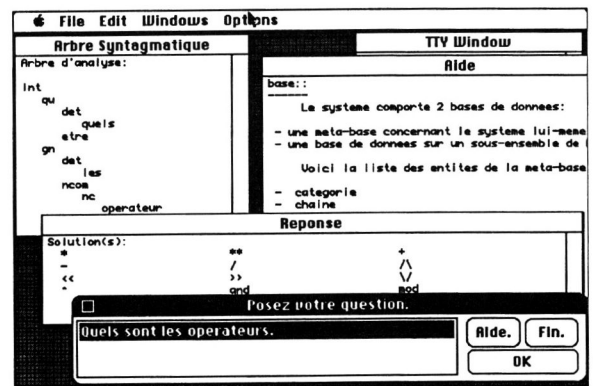 File Edit Windows Options
Arbre Syntagmatique
Arbre d'analyse:
Int
qu
det
quels
etre
gn
det
les
ncom
nc
operateur
TTY Window
Aide
base::
Le systeme comporte 2 bases de donnees:
- une meta-base concernant le systeme lui-meme
- une base de donnees sur un sous-ensemble de
Voici la liste des entites de la meta-base
- categorie
- chaine
Reponse
Solution(s):
* ** +
- / /\
<< >> \/
^ and mod
Posez votre question.
Quels sont les operateurs.
Aide. Fin.
OK